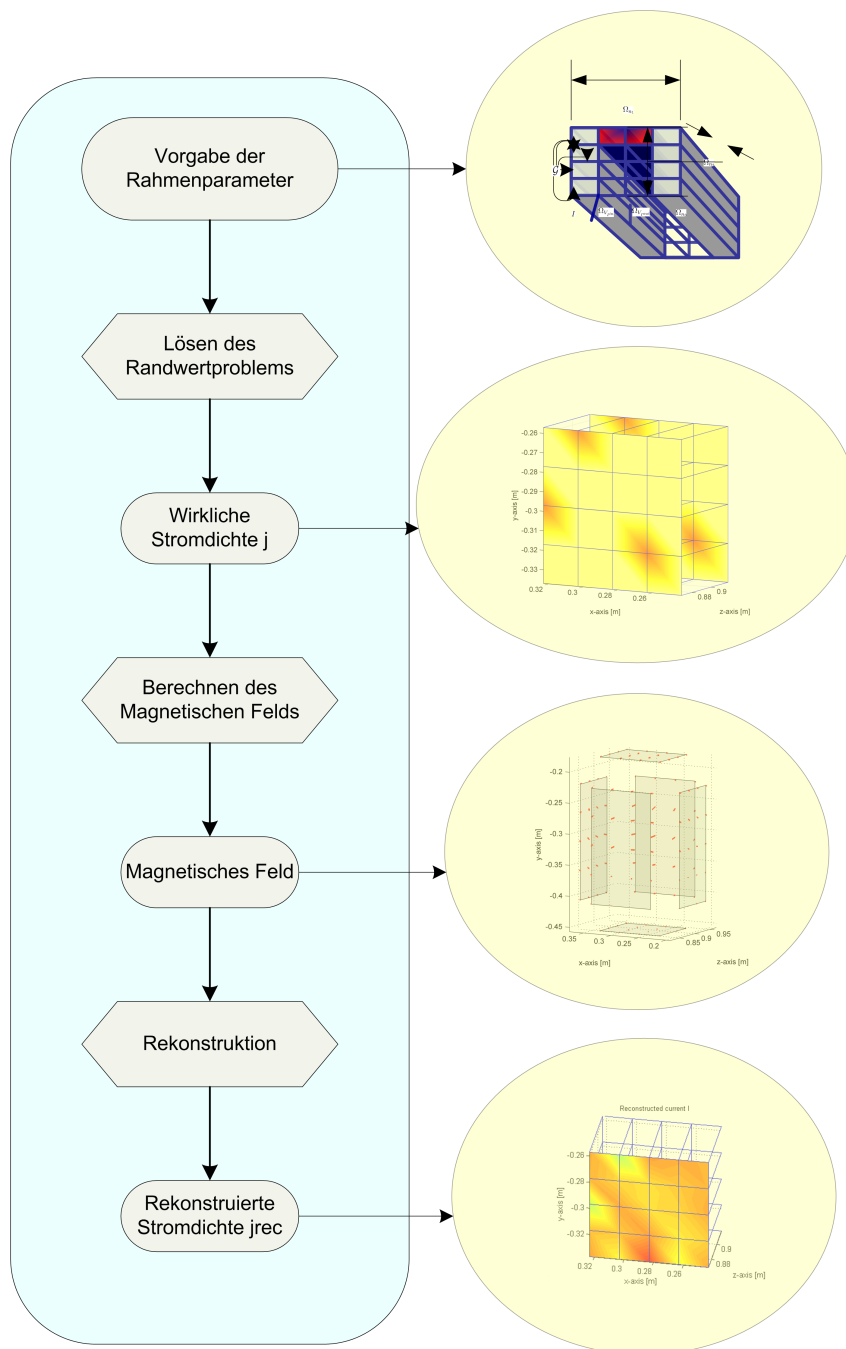 Vorgabe der
Rahmenparameter
Lösen des
Randwertproblems
Wirkliche
Stromdichte j
Berechnen des
Magnetischen Felds
Magnetisches Feld
Rekonstruktion
Rekonstruierte
Stromdichte jrec
I
-0.26
-0.27
-0.28
-0.29
-0.3
-0.31
-0.32
-0.33
y-axis [m]
0.32
0.3
0.28
0.26
x-axis [m]
0.88
0.9
z-axis [m]
-0.2
-0.25
-0.3
-0.35
-0.4
-0.45
y-axis [m]
0.35
0.3
0.25
0.2
x-axis [m]
0.85
0.9
0.95
z-axis [m]
Reconstructed current I
-0.26
-0.28
-0.3
-0.32
y-axis [m]
0.32
0.3
0.28
0.26
x-axis [m]
0.88
0.9
z-axis [m]